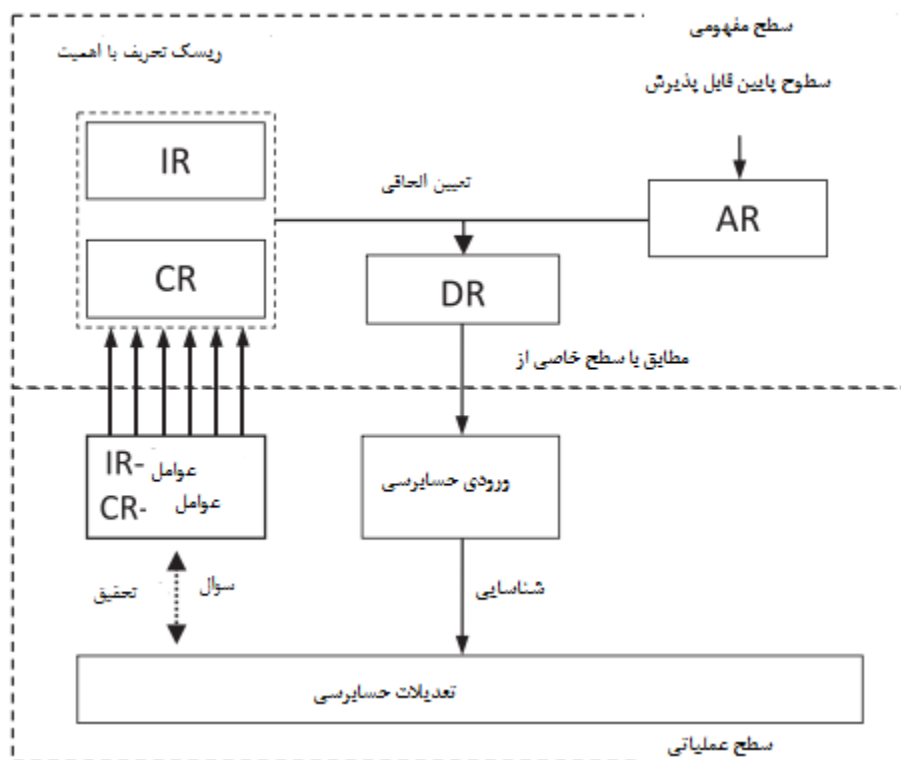 سطح مفهومی
ریسک تحریف با اهمیت
سطوح پایین قابل پذیرش
IR
تعیین الحاقی
AR
CR
DR
مطابق با سطح خاصی از
IR- عوامل
CR- عوامل
ورودی حسابرسی
سوال
تحقیق
شناسایی
تعدیلات حسابرسی
سطح عملیاتی